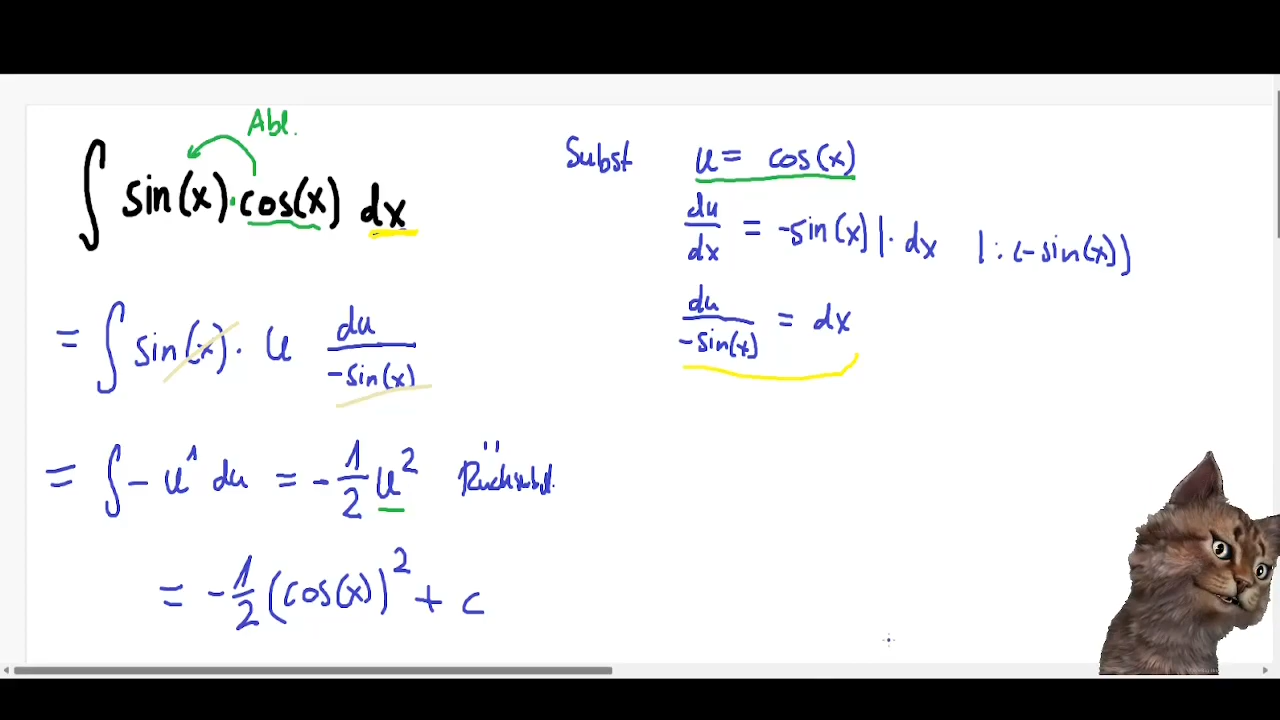 Abl.
∫ sin(x)·cos(x) dx
= ∫ sin(x) · u du/-sin(x)
= ∫ - u¹ du = - 1/2 u² Rücksubst.
= - 1/2 (cos(x))² + c
Subst u = cos(x)
du/dx = -sin(x) | · dx | : (-sin(x))
du/-sin(x) = dx